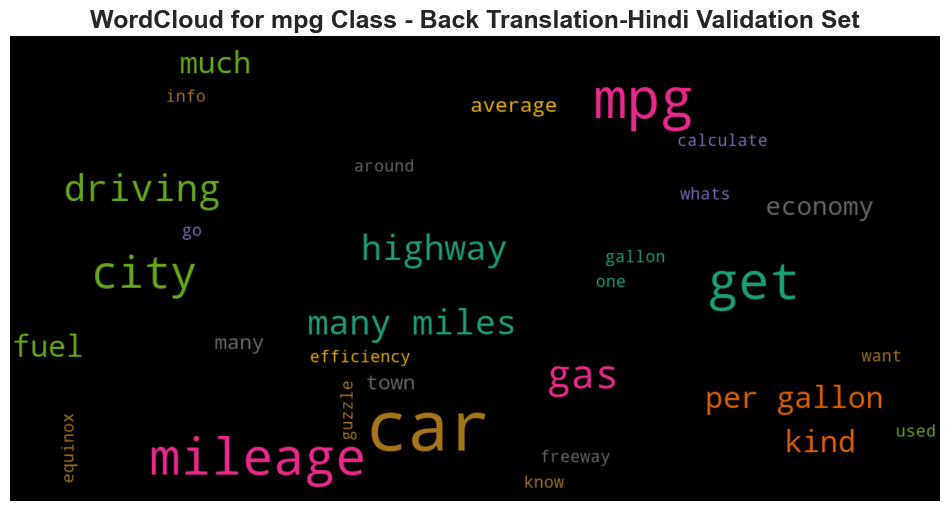 WordCloud for mpg Class - Back Translation-Hindi Validation Set
much
info
average
mpg
calculate
around
driving
whats
economy
go
highway
gallon
city
one
get
many miles
fuel
many
efficiency
want
town
gas
guzzle
per gallon
car
equinox
used
kind
mileage
freeway
know